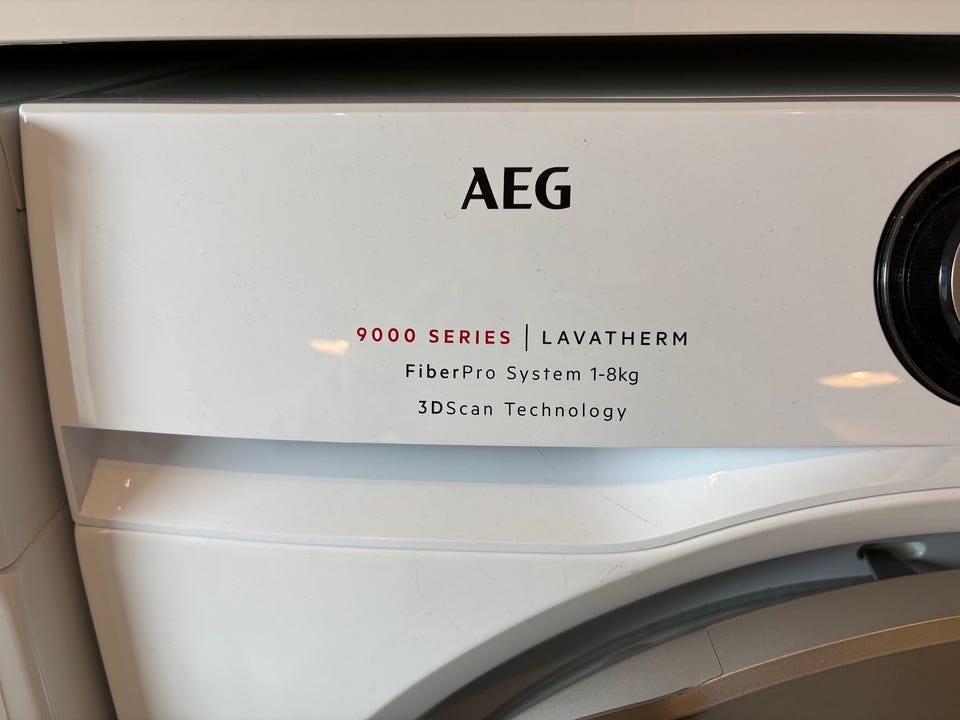 AEG
9000 SERIES | LAVATHERM
FiberPro System 1-8kg
3DScan Technology